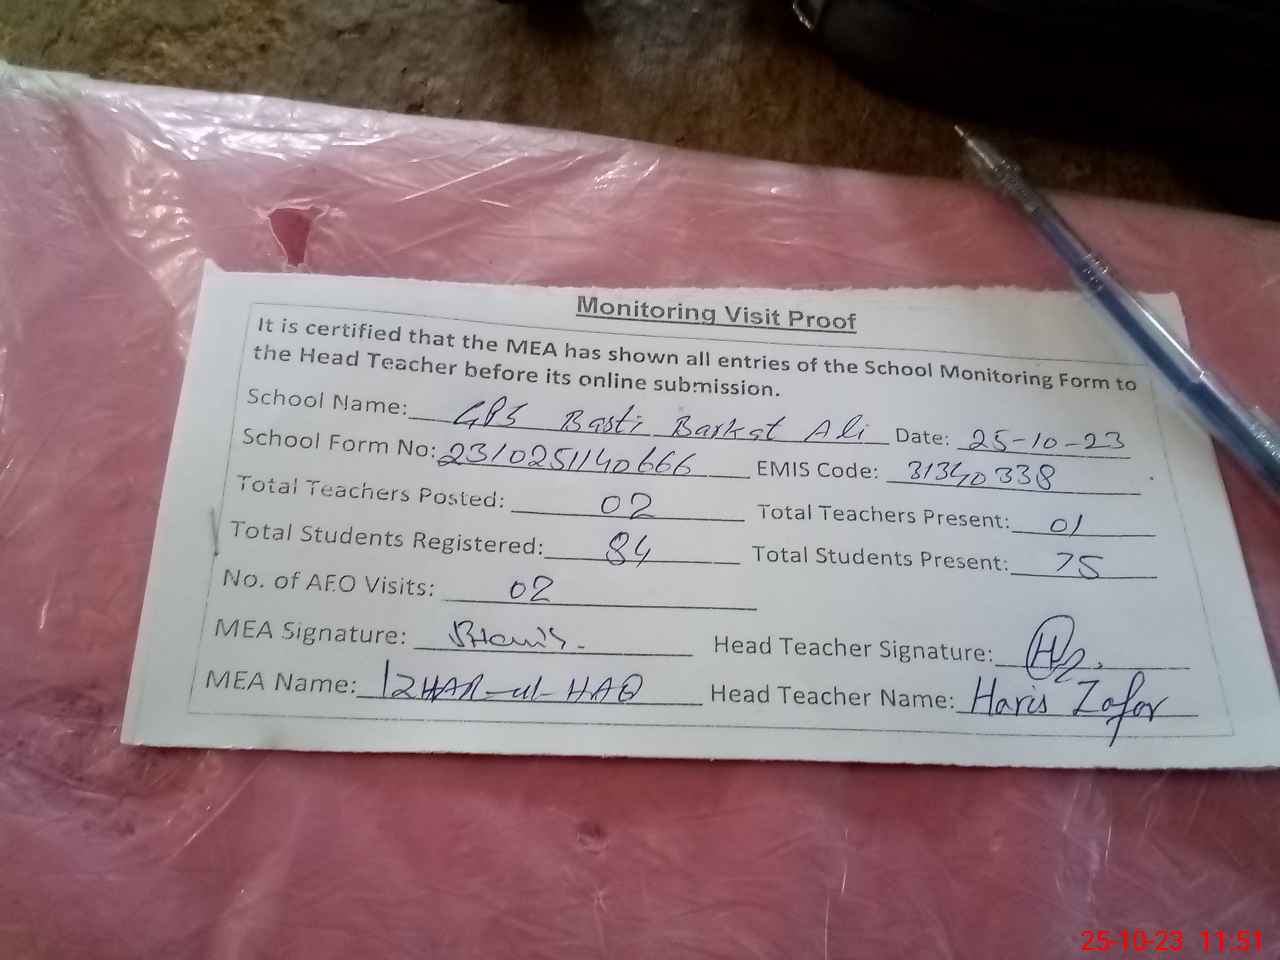 Monitoring Visit Proof
It is certified that the MEA has shown all entries of the School Monitoring Form to
the Head Teacher before its online submission.
School Name: GPS Basti Barkat Ali Date: 25-10-23
School Form No: 2310251140666 EMIS Code: 31340338
Total Teachers Posted: 02 Total Teachers Present: 01
Total Students Registered: 84 Total Students Present: 75
No. of AEO Visits: 02
MEA Signature: Head Teacher Signature:
MEA Name: IZHAR-ul-HAQ Head Teacher Name: Haris Zafar
25-10-23 11:51